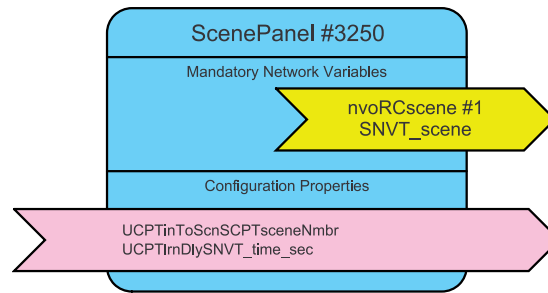 ScenePanel #3250
Mandatory Network Variables
nvoRCscene #1
SNVT_scene
Configuration Properties
UCPTinToScnSCPTsceneNmbr
UCPTlrnDlySNVT_time_sec